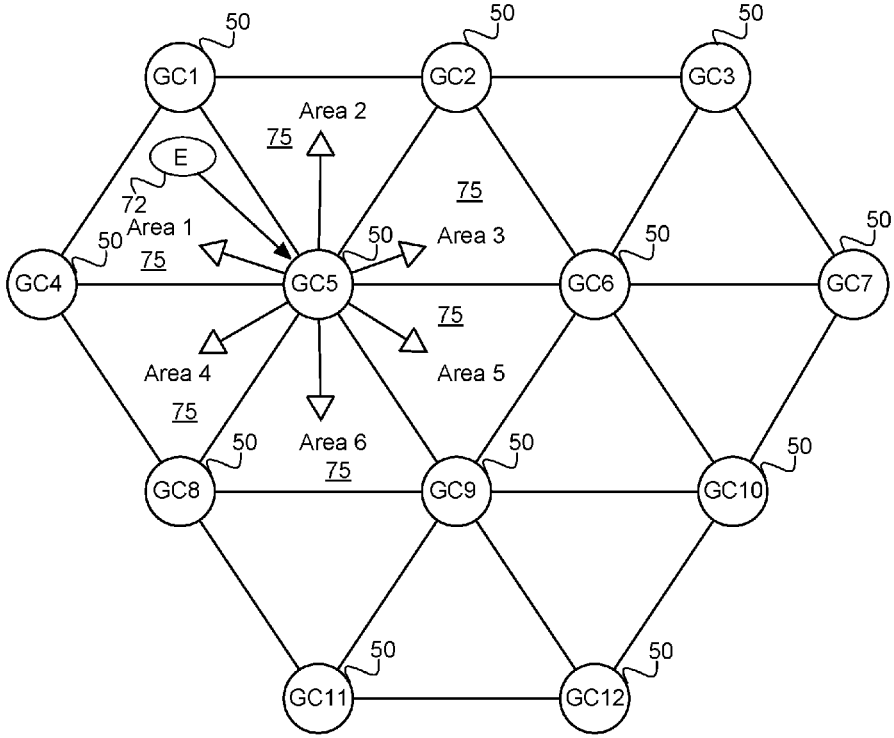 50 50 50
GC1 GC2 GC3
Area 2
75
E
72
75
Area 1
50 50 Area 3 50 50
75
GC4 GC5 GC6 GC7
75
Area 4 Area 5
75
Area 6
50 75 50 50
GC8 GC9 GC10
50 50
GC11 GC12